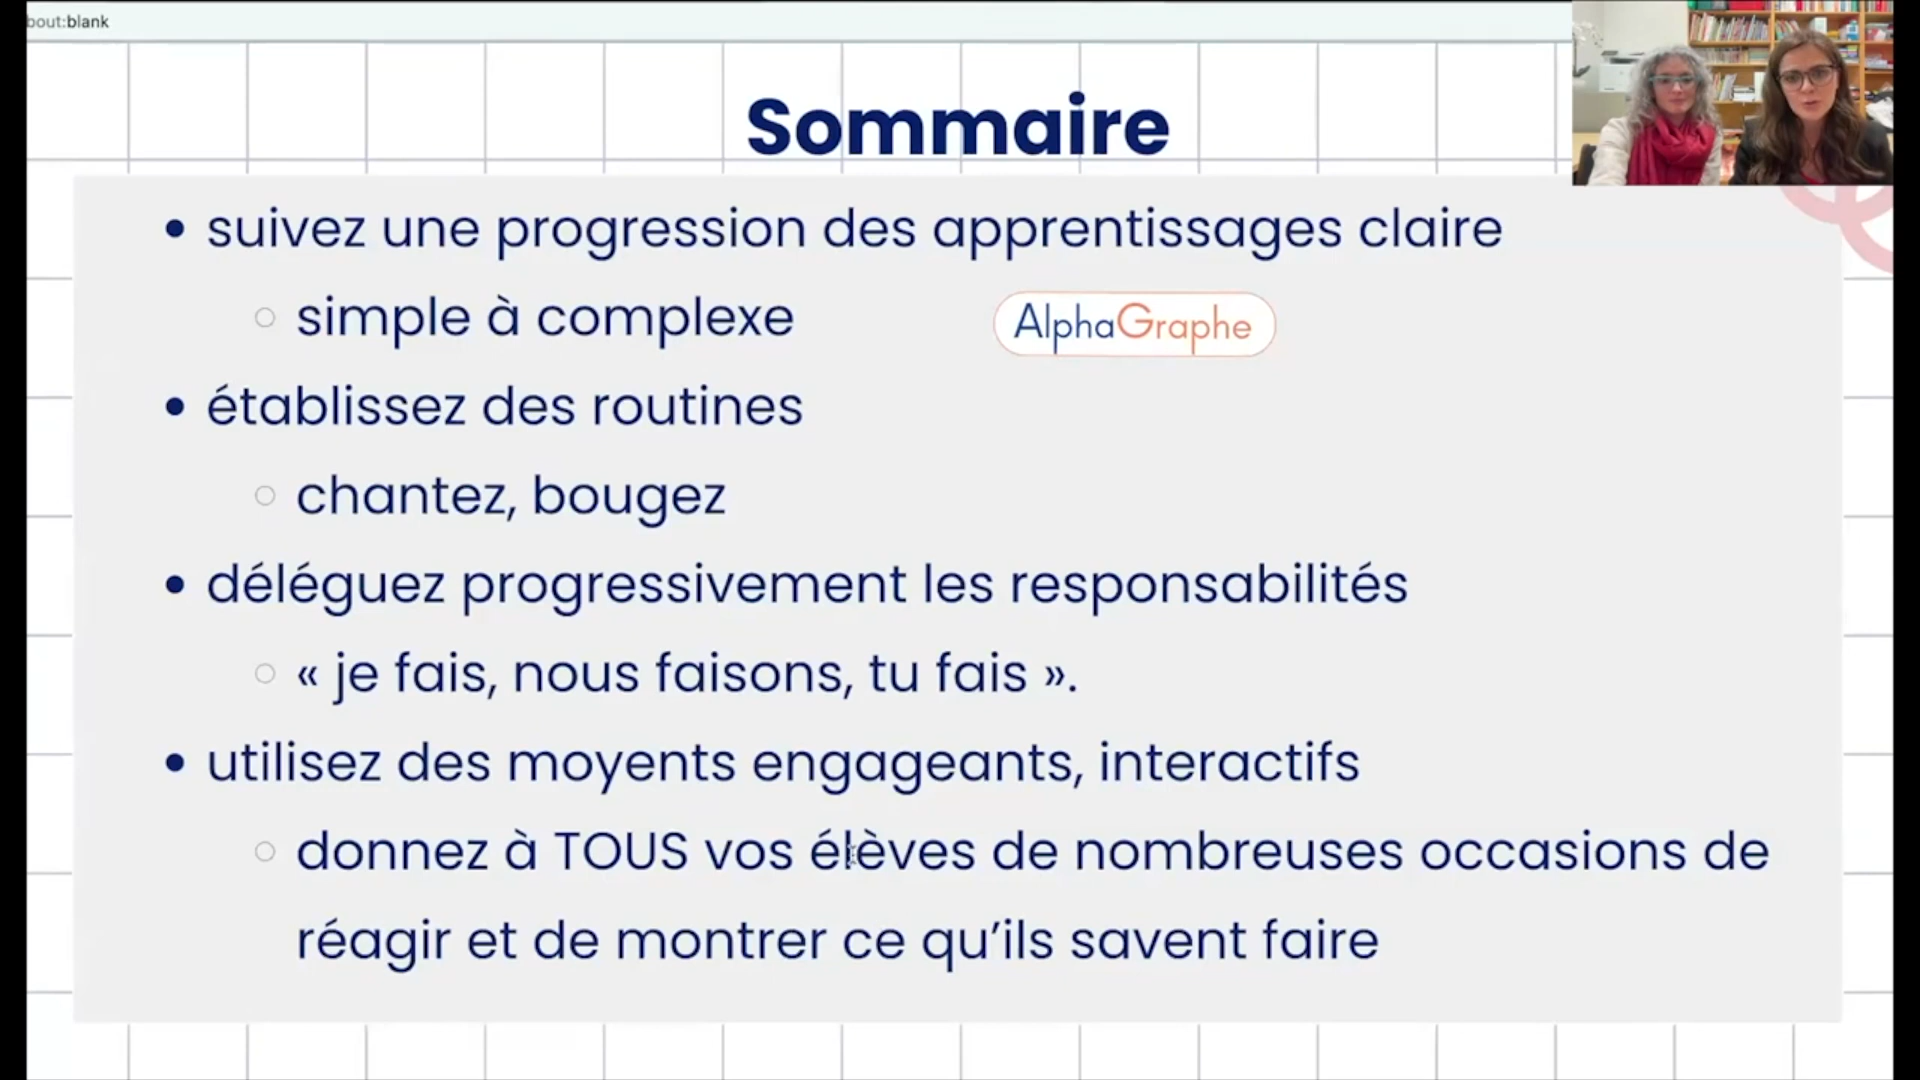 bout:blank
Sommaire
• suivez une progression des apprentissages claire
○ simple à complexe
AlphaGraphe
• établissez des routines
○ chantez, bougez
• déléguez progressivement les responsabilités
○ « je fais, nous faisons, tu fais ».
• utilisez des moyents engageants, interactifs
○ donnez à TOUS vos élèves de nombreuses occasions de
réagir et de montrer ce qu’ils savent faire